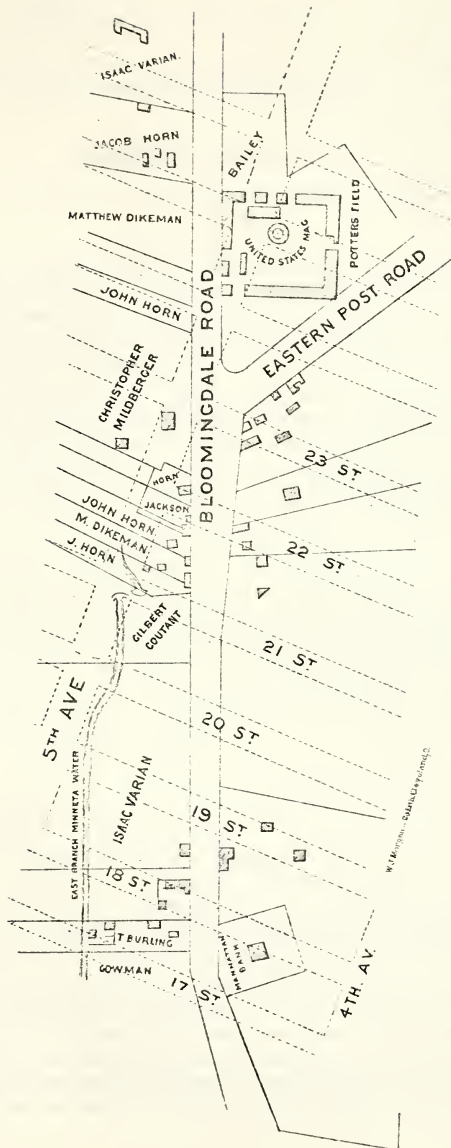 ISAAC VARIAN.
JACOB HORN
BAILEY
MATTHEW DIKEMAN
UNITED STATES MAG
POTTERS FIELD
JOHN HORN
BLOOMINGDALE ROAD
EASTERN POST ROAD
CHRISTOPHER
MILDBERGER
23 ST.
HORN
JACKSON
JOHN HORN.
M. DIKEMAN.
J. HORN
22 ST.
GILBERT
COUTANT
21 ST
5TH AVE
20 ST.
EAST BRANCH MINNETA WATER
ISAAC VARIAN
19 ST.
18 ST.
T BURLING
MANHATTAN
BANK
COWMAN
17 ST.
4TH. AV.